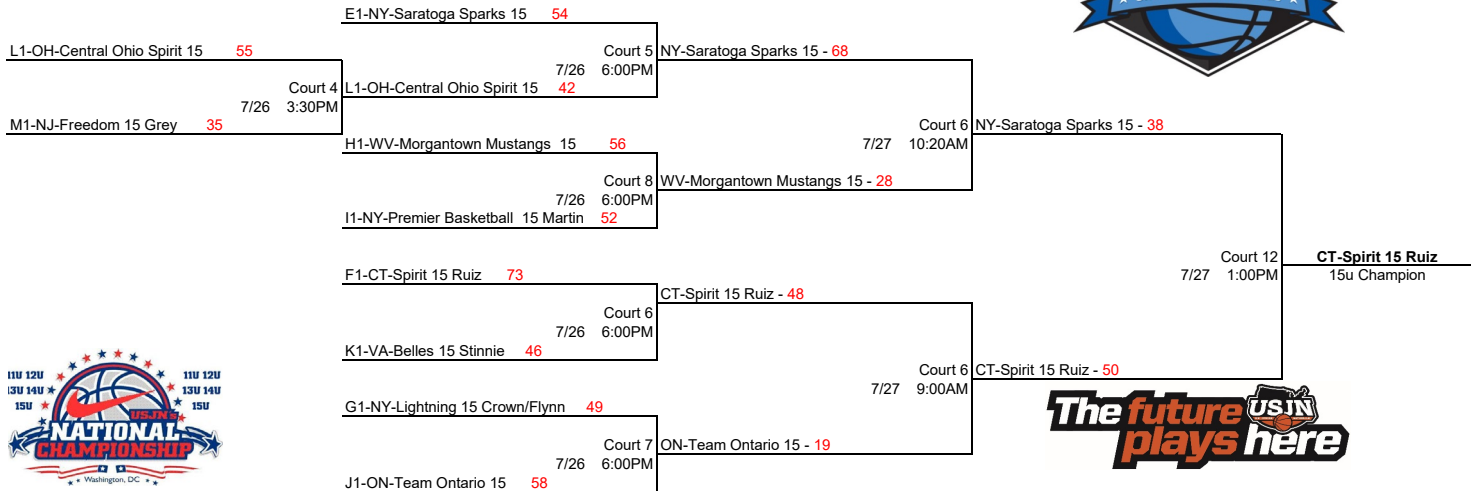 E1-NY-Saratoga Sparks 15 54
L1-OH-Central Ohio Spirit 15 55
Court 5 NY-Saratoga Sparks 15 - 68
7/26 6:00PM
Court 4 L1-OH-Central Ohio Spirit 15 42
7/26 3:30PM
M1-NJ-Freedom 15 Grey 35
Court 6 NY-Saratoga Sparks 15 - 38
7/27 10:20AM
H1-WV-Morgantown Mustangs 15 56
Court 8 WV-Morgantown Mustangs 15 - 28
7/26 6:00PM
I1-NY-Premier Basketball 15 Martin 52
Court 12 CT-Spirit 15 Ruiz
7/27 1:00PM 15u Champion
F1-CT-Spirit 15 Ruiz 73
CT-Spirit 15 Ruiz - 48
Court 6
7/26 6:00PM
K1-VA-Belles 15 Stinnie 46
Court 6 CT-Spirit 15 Ruiz - 50
7/27 9:00AM
G1-NY-Lightning 15 Crown/Flynn 49
Court 7 ON-Team Ontario 15 - 19
7/26 6:00PM
J1-ON-Team Ontario 15 58
11U 12U 11U 12U
13U 14U 13U 14U
15U 15U
USJN's
NATIONAL
CHAMPIONSHIP
Washington, DC
The future USJN
plays here